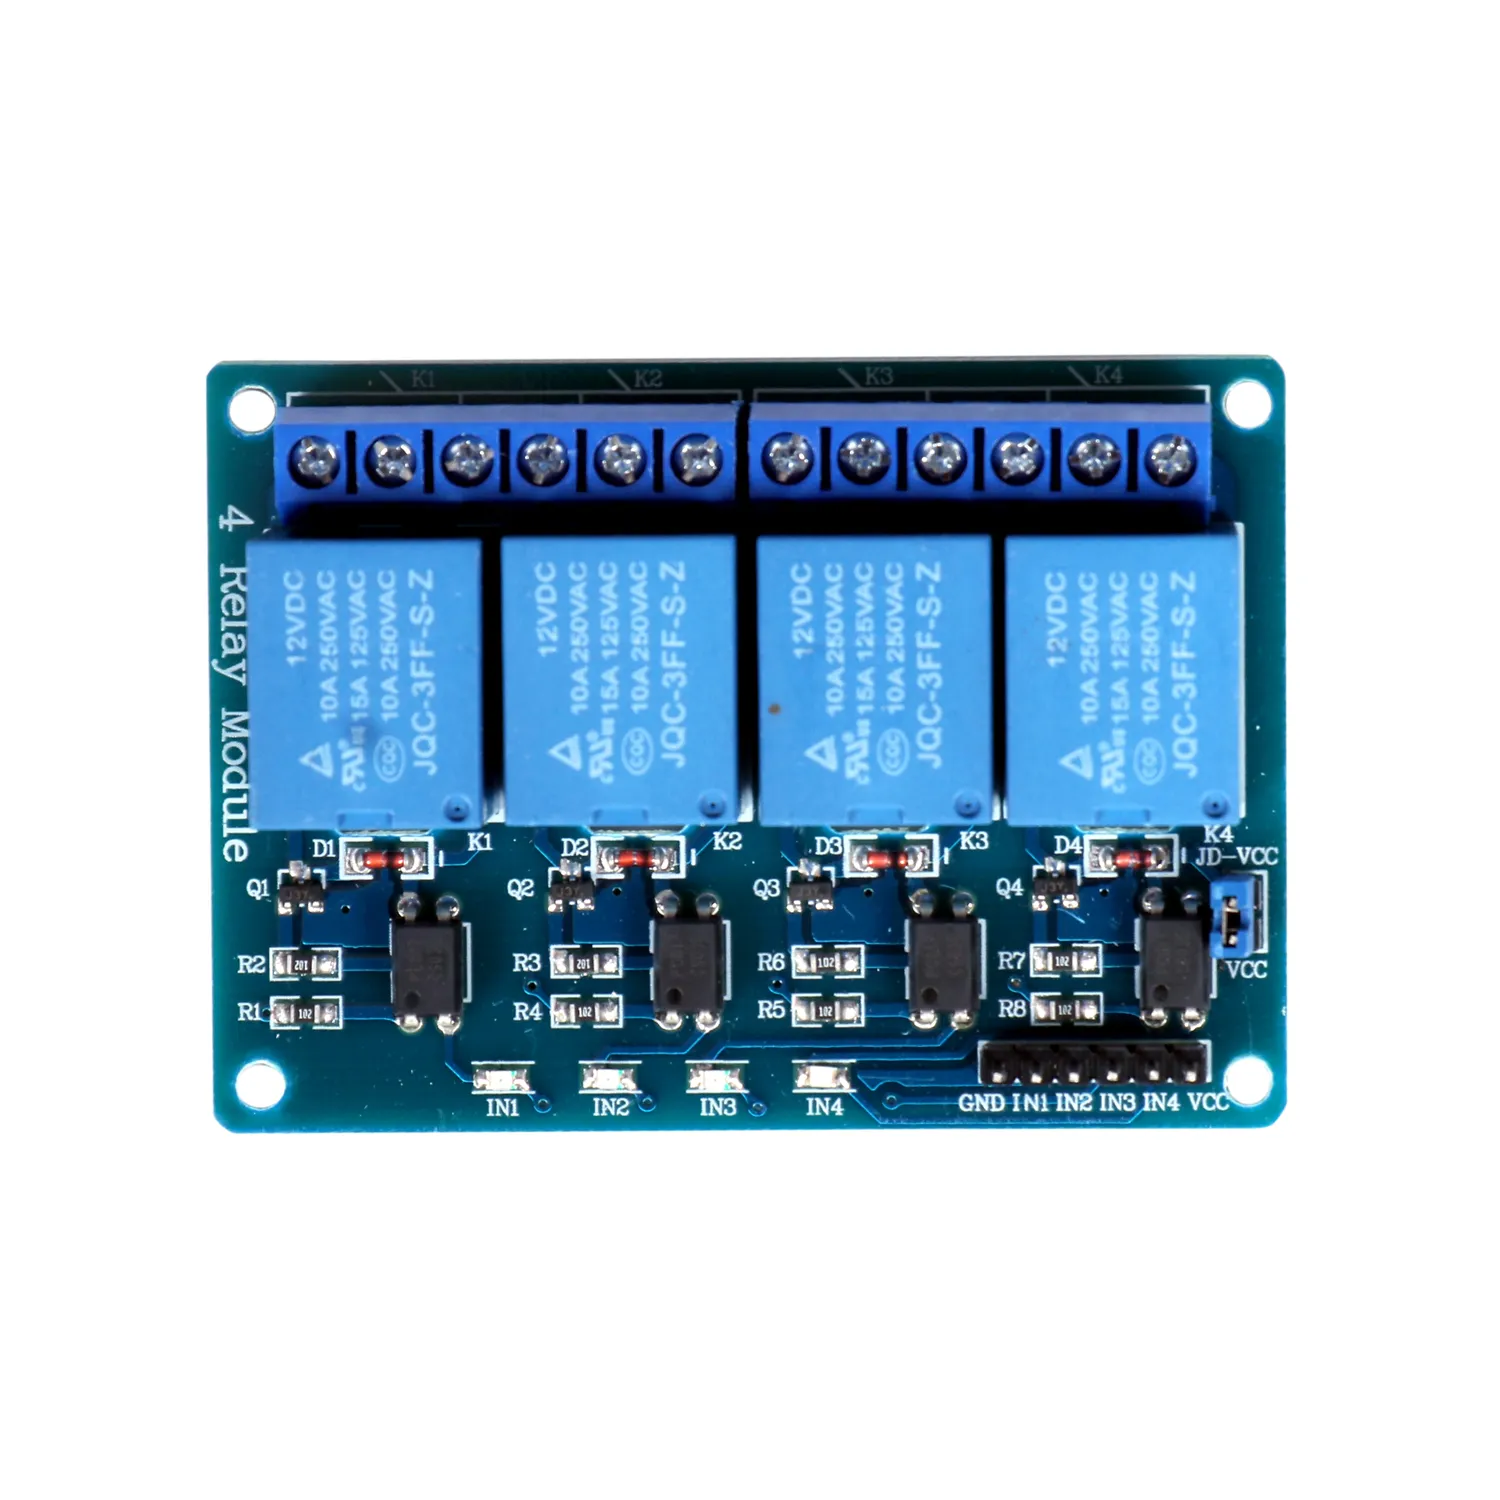 K1
K2
K3
K4
4 Relay Module
12VDC
10A 250VAC
15A 125VAC
10A 250VAC
CQC
JQC-3FF-S-Z
12VDC
10A 250VAC
15A 125VAC
10A 250VAC
CQC
JQC-3FF-S-Z
12VDC
10A 250VAC
15A 125VAC
10A 250VAC
CQC
JQC-3FF-S-Z
12VDC
10A 250VAC
15A 125VAC
10A 250VAC
CQC
JQC-3FF-S-Z
D1
K1
D2
K2
D3
K3
D4
K4
JD-VCC
Q1
Q2
Q3
Q4
R2
201
R3
201
R6
102
R7
102
VCC
R1
102
R4
102
R5
102
R8
102
IN1
IN2
IN3
IN4
GND IN1 IN2 IN3 IN4 VCC